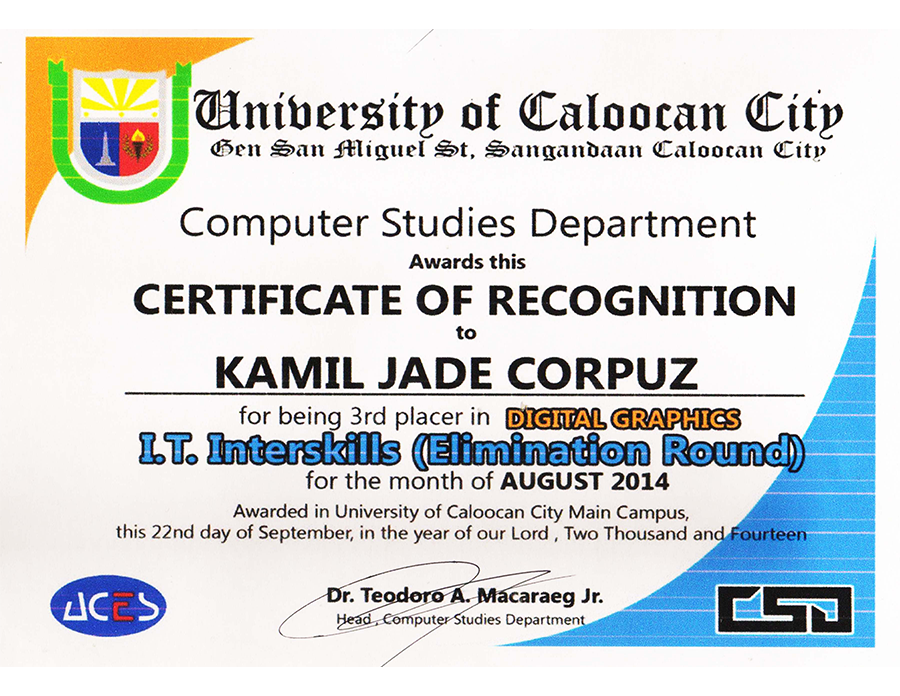 University of Caloocan City
Gen San Miguel St, Sangandaan Caloocan City
Computer Studies Department
Awards this
CERTIFICATE OF RECOGNITION
to
KAMIL JADE CORPUZ
for being 3rd placer in DIGITAL GRAPHICS
I.T. Interskills (Elimination Round)
for the month of AUGUST 2014
Awarded in University of Caloocan City Main Campus,
this 22nd day of September, in the year of our Lord , Two Thousand and Fourteen
Dr. Teodoro A. Macaraeg Jr.
Head , Computer Studies Department
UCES
CSD